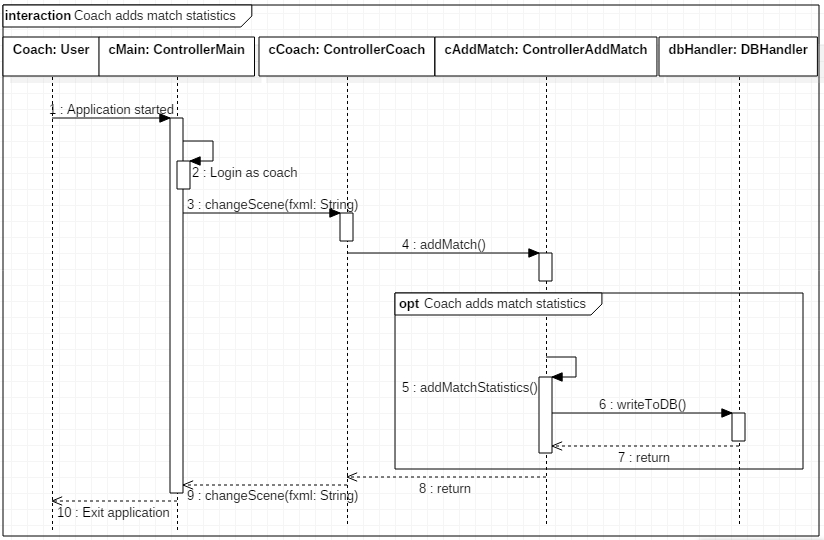 interaction Coach adds match statistics
Coach: User
cMain: ControllerMain
cCoach: ControllerCoach
cAddMatch: ControllerAddMatch
dbHandler: DBHandler
1 : Application started
2 : Login as coach
3 : changeScene(fxml: String)
4 : addMatch()
opt Coach adds match statistics
5 : addMatchStatistics()
6 : writeToDB()
7 : return
8 : return
9 : changeScene(fxml: String)
10 : Exit application